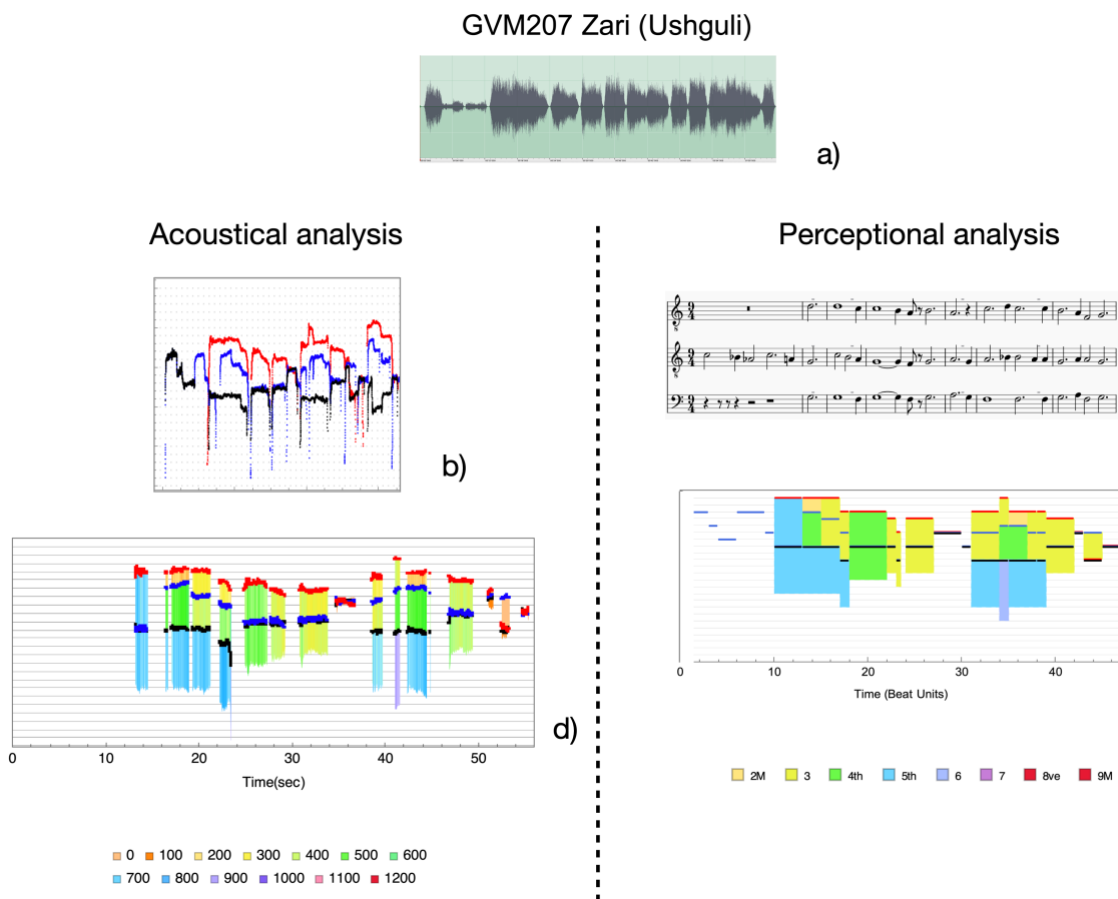 GVM207 Zari (Ushguli)
a)
Acoustical analysis
Perceptional analysis
b)
d)
0 10 20 30 40 50
Time(sec)
0 10 20 30 40
Time (Beat Units)
2M 3 4th 5th 6 7 8ve 9M
0 100 200 300 400 500 600
700 800 900 1000 1100 1200